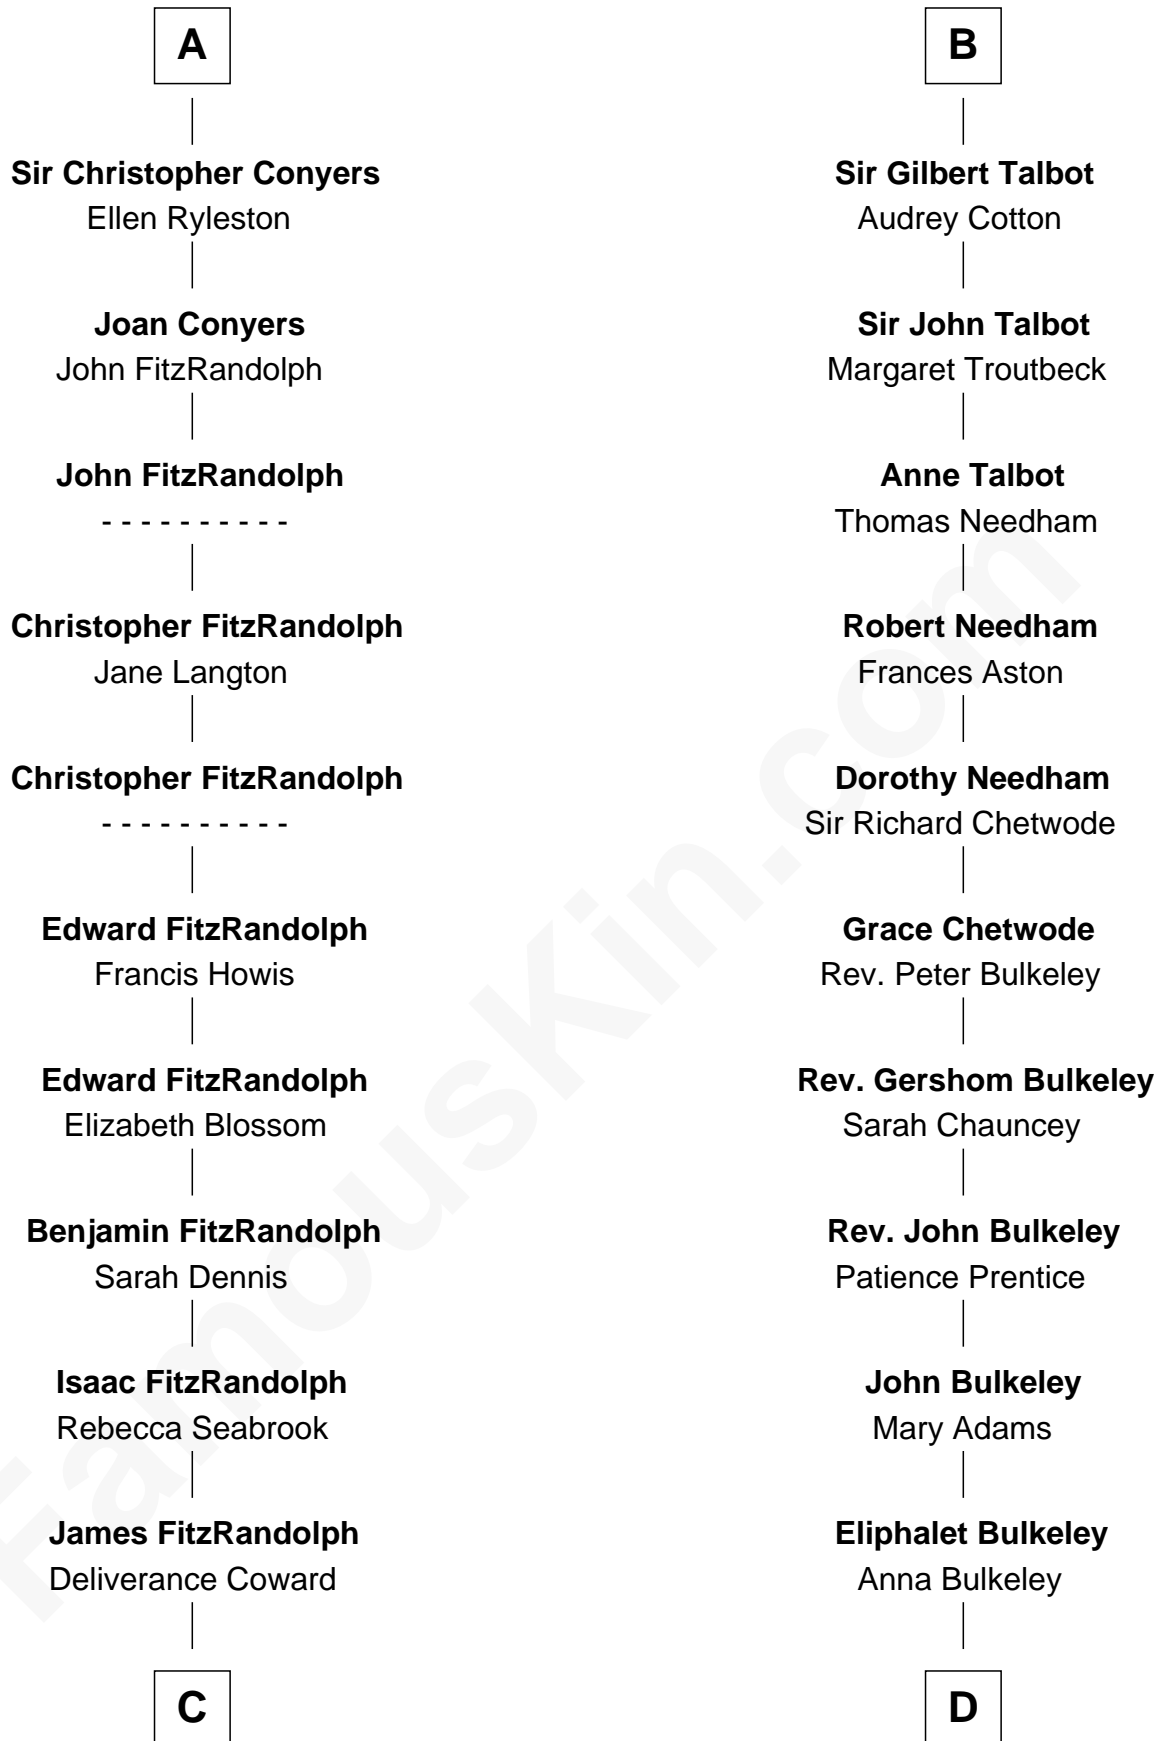 A
Sir Christopher Conyers
Ellen Ryleston
Joan Conyers
John FitzRandolph
John FitzRandolph
- - - - - - - - - -
Christopher FitzRandolph
Jane Langton
Christopher FitzRandolph
- - - - - - - - - -
Edward FitzRandolph
Francis Howis
Edward FitzRandolph
Elizabeth Blossom
Benjamin FitzRandolph
Sarah Dennis
Isaac FitzRandolph
Rebecca Seabrook
James FitzRandolph
Deliverance Coward
C
B
Sir Gilbert Talbot
Audrey Cotton
Sir John Talbot
Margaret Troutbeck
Anne Talbot
Thomas Needham
Robert Needham
Frances Aston
Dorothy Needham
Sir Richard Chetwode
Grace Chetwode
Rev. Peter Bulkeley
Rev. Gershom Bulkeley
Sarah Chauncey
Rev. John Bulkeley
Patience Prentice
John Bulkeley
Mary Adams
Eliphalet Bulkeley
Anna Bulkeley
D
FamousKin.com